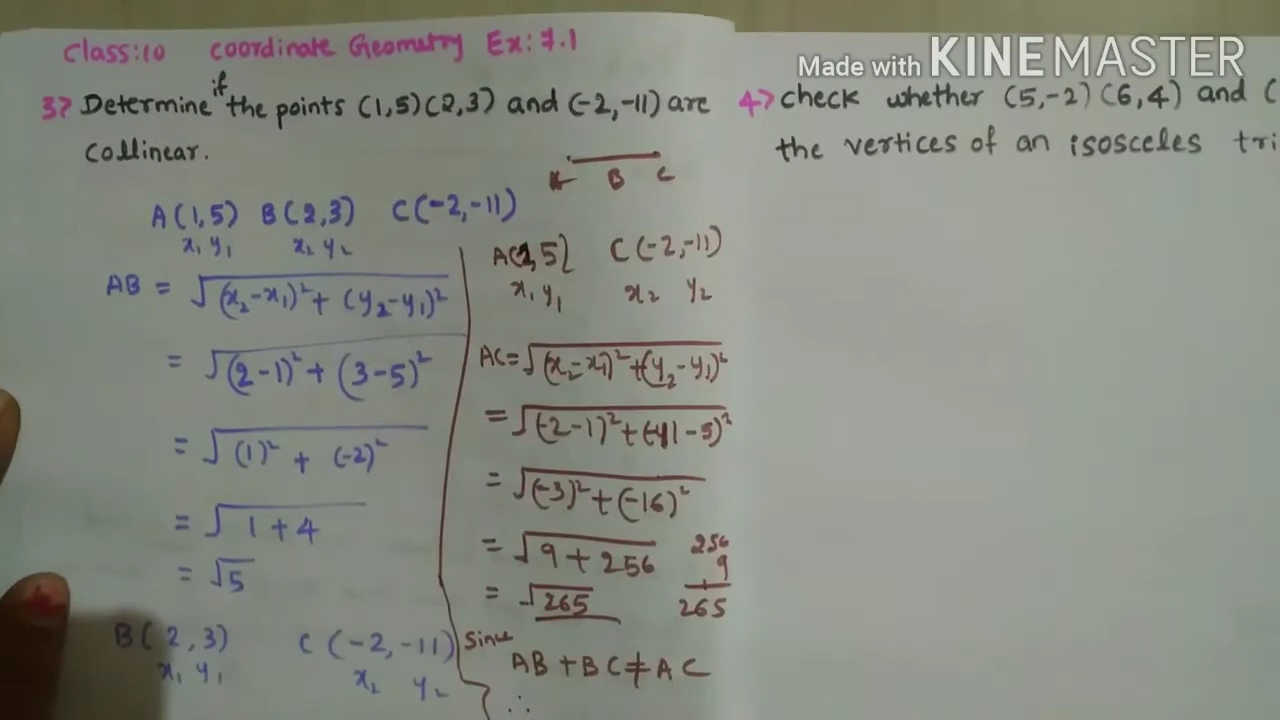 Made with KINEMASTER
Class:10 coordinate Geometry Ex: 7.1
3> Determine if the points (1,5) (2,3) and (-2,-11) are
collinear.
A B C
A(1,5) B(2,3) C(-2,-11)
x₁ y₁ x₂ y₂
AB = √(x₂-x₁)²+(y₂-y₁)²
= √(2-1)²+(3-5)²
= √(1)²+(-2)²
= √1+4
= √5
B(2,3) C(-2,-11)
x₁ y₁ x₂ y₂
A(1,5) C(-2,-11)
x₁ y₁ x₂ y₂
AC = √(x₂-x₁)²+(y₂-y₁)²
= √(-2-1)²+(-11-5)²
= √(-3)²+(-16)²
= √9+256
= √265
256
9
265
Since
AB+BC≠AC
∴
4> check whether (5,-2) (6,4) and (
the vertices of an isosceles tri